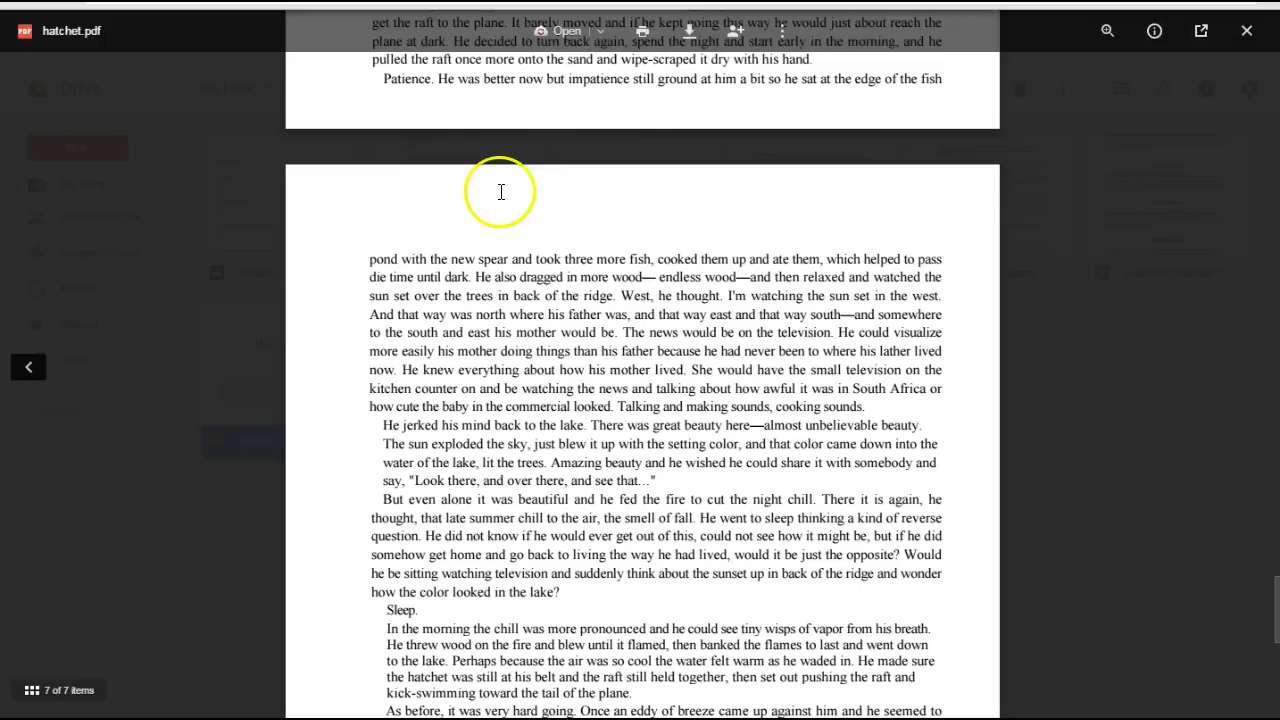 get the raft to the plane. It barely moved and if he kept going this way he would just about reach the
PDF hatchet.pdf Open
plane at dark. He decided to turn back again, spend the night and start early in the morning, and he
pulled the raft once more onto the sand and wipe-scraped it dry with his hand.
Patience. He was better now but impatience still ground at him a bit so he sat at the edge of the fish
Drive
pond with the new spear and took three more fish, cooked them up and ate them, which helped to pass
die time until dark. He also dragged in more wood— endless wood—and then relaxed and watched the
sun set over the trees in back of the ridge. West, he thought. I'm watching the sun set in the west.
And that way was north where his father was, and that way east and that way south—and somewhere
to the south and east his mother would be. The news would be on the television. He could visualize
more easily his mother doing things than his father because he had never been to where his lather lived
now. He knew everything about how his mother lived. She would have the small television on the
kitchen counter on and be watching the news and talking about how awful it was in South Africa or
how cute the baby in the commercial looked. Talking and making sounds, cooking sounds.
He jerked his mind back to the lake. There was great beauty here—almost unbelievable beauty.
The sun exploded the sky, just blew it up with the setting color, and that color came down into the
water of the lake, lit the trees. Amazing beauty and he wished he could share it with somebody and
say, "Look there, and over there, and see that..."
But even alone it was beautiful and he fed the fire to cut the night chill. There it is again, he
thought, that late summer chill to the air, the smell of fall. He went to sleep thinking a kind of reverse
question. He did not know if he would ever get out of this, could not see how it might be, but if he did
somehow get home and go back to living the way he had lived, would it be just the opposite? Would
he be sitting watching television and suddenly think about the sunset up in back of the ridge and wonder
how the color looked in the lake?
Sleep.
In the morning the chill was more pronounced and he could see tiny wisps of vapor from his breath.
He threw wood on the fire and blew until it flamed, then banked the flames to last and went down
to the lake. Perhaps because the air was so cool the water felt warm as he waded in. He made sure
the hatchet was still at his belt and the raft still held together, then set out pushing the raft and
kick-swimming toward the tail of the plane.
7 of 7 items
As before, it was very hard going. Once an eddy of breeze came up against him and he seemed to